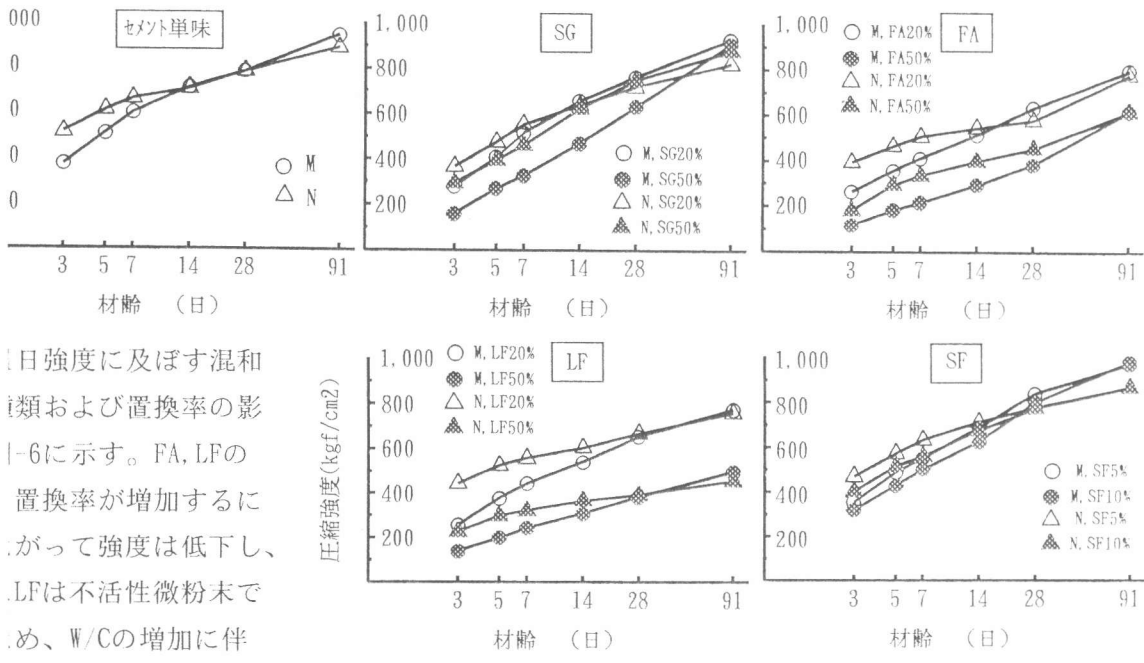 000
0
0
0
0
セメント単味
M
N
3 5 7 14 28 91
材齢 （日）
SG
1,000
800
600
400
200
M,SG20%
M,SG50%
N,SG20%
N,SG50%
3 5 7 14 28 91
材齢 （日）
FA
1,000
800
600
400
200
M,FA20%
M,FA50%
N,FA20%
N,FA50%
3 5 7 14 28 91
材齢 （日）
日強度に及ぼす混和
類および置換率の影
-6に示す。FA,LFの
置換率が増加するに
がって強度は低下し、
LFは不活性微粉末で
め、W/Cの増加に伴
LF
圧縮強度(kgf/cm2)
1,000
800
600
400
200
M,LF20%
M,LF50%
N,LF20%
N,LF50%
3 5 7 14 28 91
材齢 （日）
SF
1,000
800
600
400
200
M,SF5%
M,SF10%
N,SF5%
N,SF10%
3 5 7 14 28 91
材齢 （日）